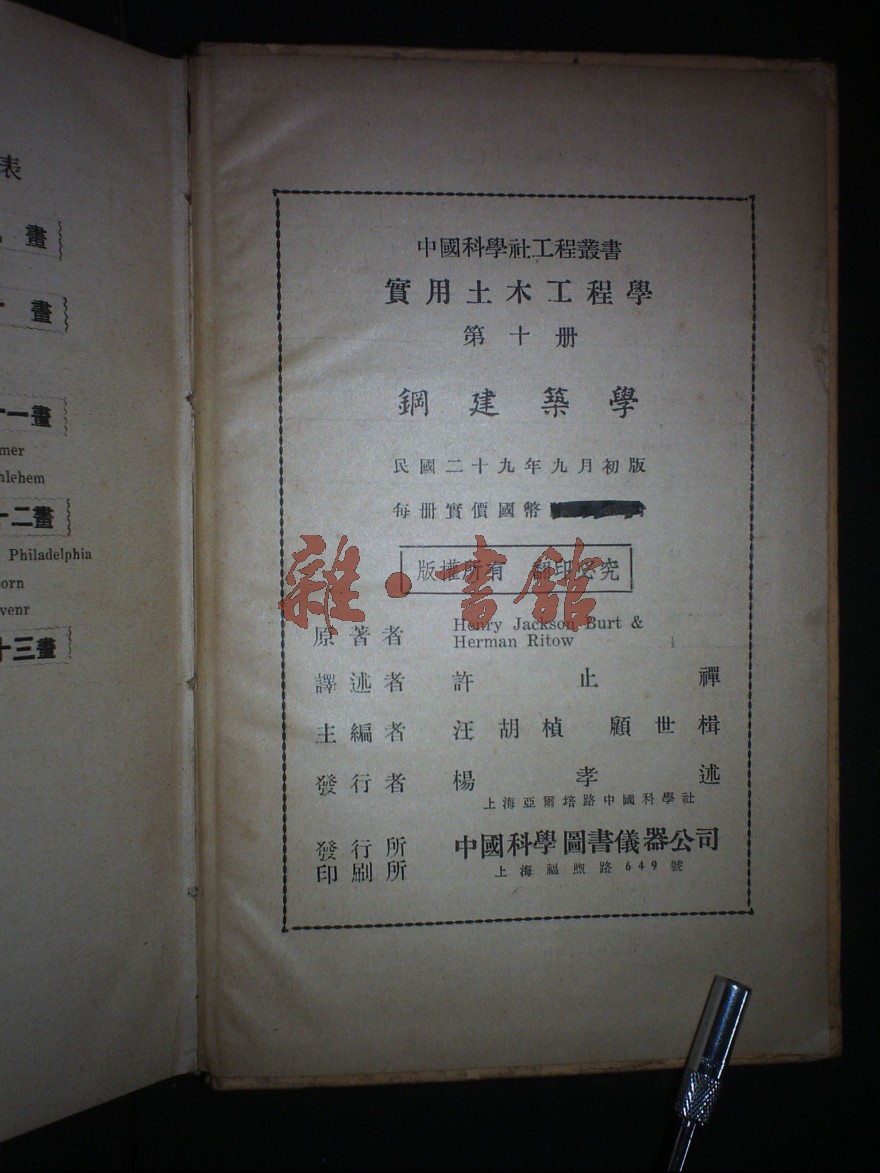 表
畫
畫
十一畫
mer
hlehem
十二畫
Philadelphia
orn
venr
十三畫
中國科學社工程叢書
實用土木工程學
第十册
鋼建築學
民國二十九年九月初版
每册實價國幣
版權所有 翻印必究
雜·書館
原著者 Henry Jackson Burt &
Herman Ritow
譯述者 許止禪
主編者 汪胡楨 顧世楫
發行者 楊孝述
上海亞爾培路中國科學社
發行所 中國科學圖書儀器公司
印刷所 上海福煦路649號